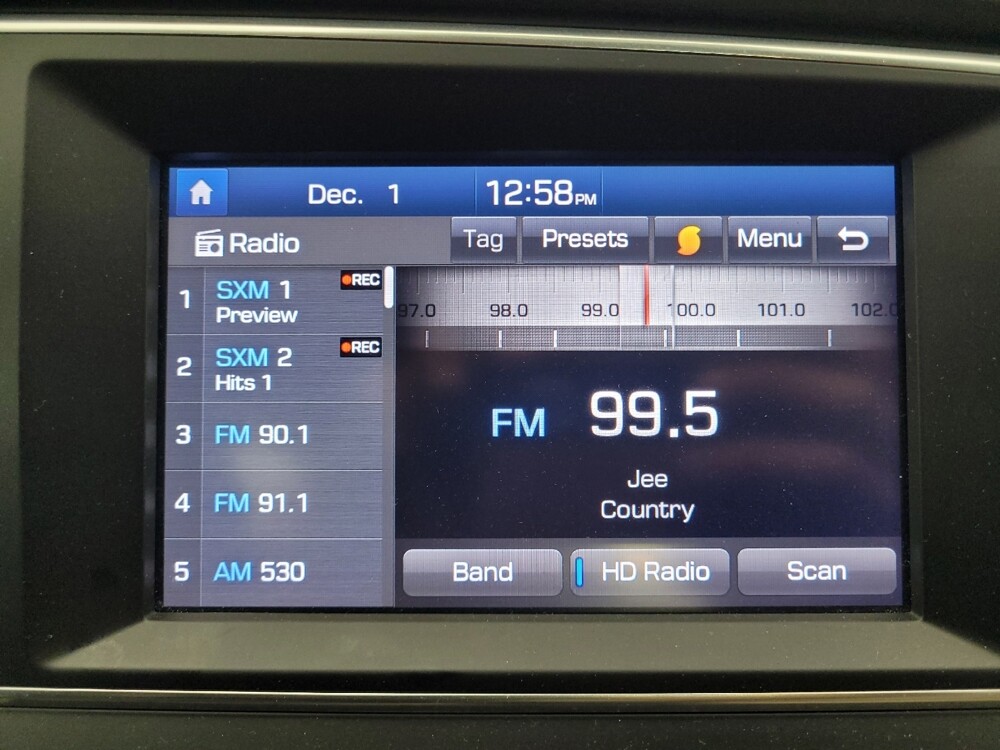 Dec. 1 12:58PM
Radio Tag Presets Menu
1 SXM 1 REC
Preview
2 SXM 2 REC
Hits 1
3 FM 90.1
4 FM 91.1
5 AM 530
97.0 98.0 99.0 100.0 101.0 102.0
FM 99.5
Jee
Country
Band HD Radio Scan